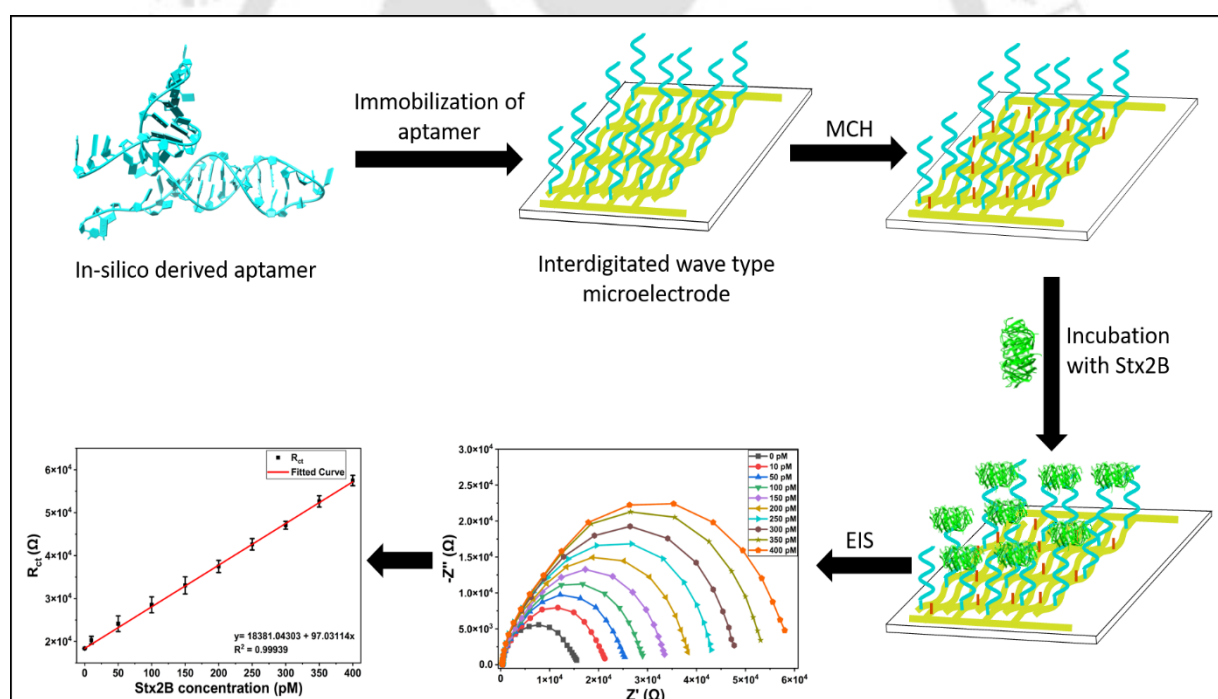 Immobilization of
aptamer
MCH
In-silico derived aptamer
Interdigitated wave type
microelectrode
Incubation
with Stx2B
EIS
3.0×10⁴
2.5×10⁴
2.0×10⁴
1.5×10⁴
1.0×10⁴
5.0×10³
0.0
-Z'' (Ω)
0 pM
10 pM
50 pM
100 pM
150 pM
200 pM
250 pM
300 pM
350 pM
400 pM
0 1×10⁴ 2×10⁴ 3×10⁴ 4×10⁴ 5×10⁴ 6×10⁴
Z' (Ω)
6×10⁴
5×10⁴
4×10⁴
3×10⁴
2×10⁴
Rct (Ω)
Rct
Fitted Curve
y= 18381.04303 + 97.03114x
R² = 0.99939
0 50 100 150 200 250 300 350 400
Stx2B concentration (pM)